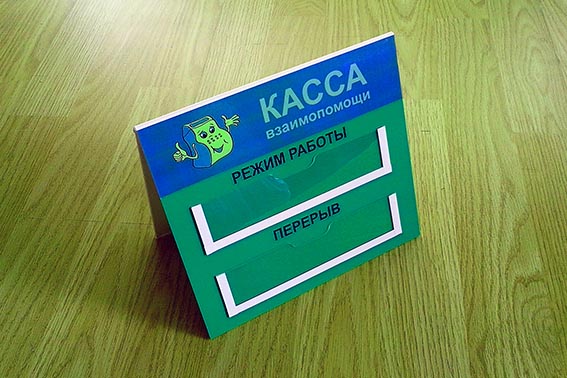 КАССА
взаимопомощи
РЕЖИМ РАБОТЫ
ПЕРЕРЫВ